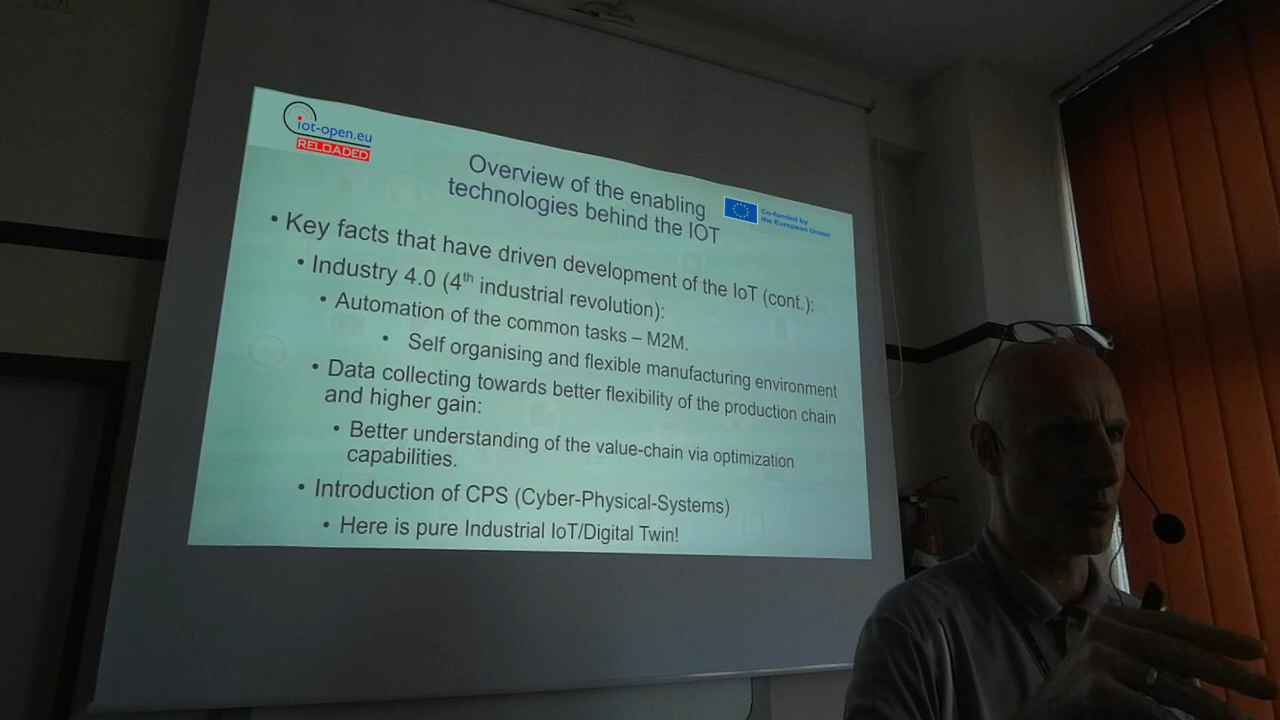 iot-open.eu
RELOADED
Overview of the enabling
technologies behind the IOT
Co-funded by
the European Union
• Key facts that have driven development of the IoT (cont.):
• Industry 4.0 (4th industrial revolution):
• Automation of the common tasks – M2M.
• Self organising and flexible manufacturing environment
• Data collecting towards better flexibility of the production chain
and higher gain:
• Better understanding of the value-chain via optimization
capabilities.
• Introduction of CPS (Cyber-Physical-Systems)
• Here is pure Industrial IoT/Digital Twin!